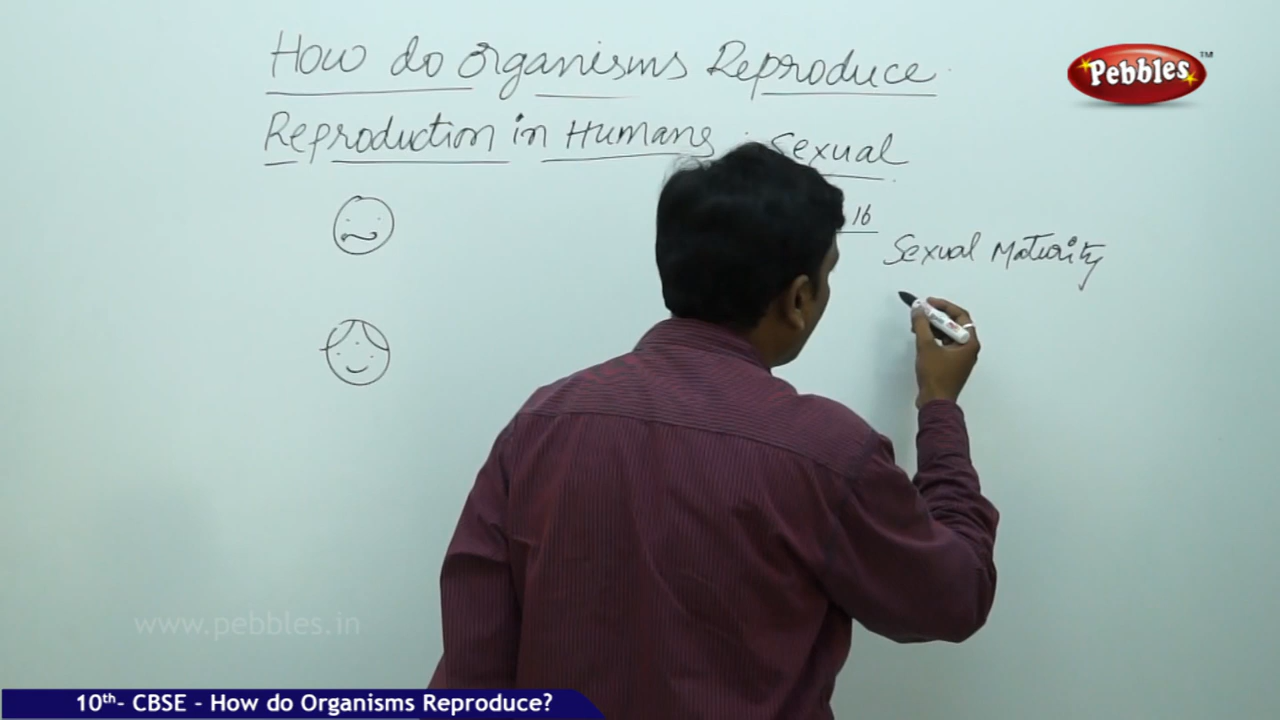 How do Organisms Reproduce
Reproduction in Humans : Sexual
16
Sexual Maturity
Pebbles TM
www.pebbles.in
10th- CBSE - How do Organisms Reproduce?